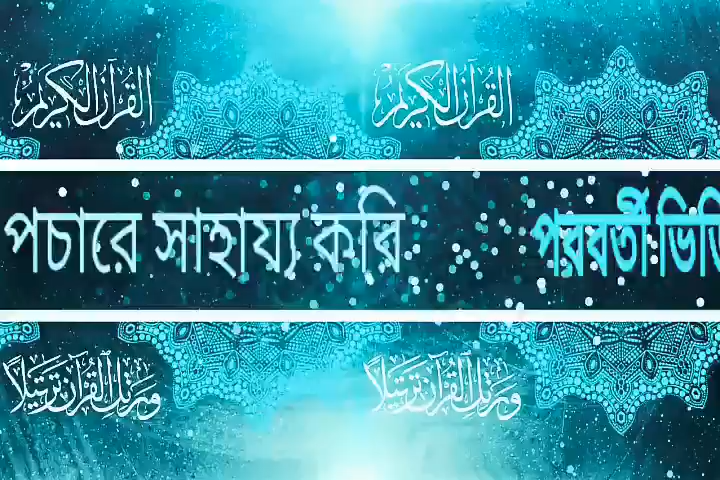 القرآن الكريم القرآن الكريم
পচারে সাহায্য করি পরবর্তী ভিডি
ورتل القرآن ترتيلا ورتل القرآن ترتيلا